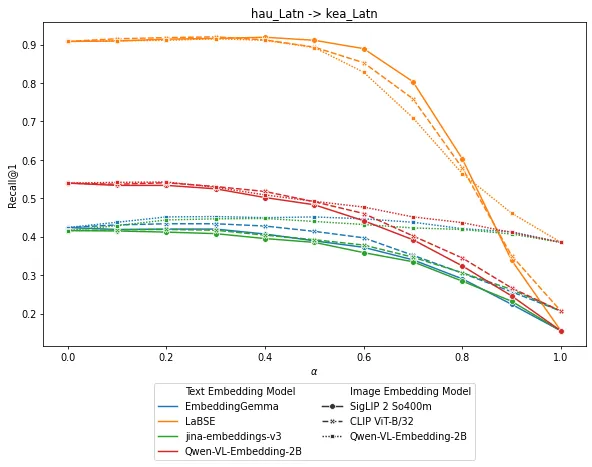 hau_Latn -> kea_Latn
Recall@1
0.9
0.8
0.7
0.6
0.5
0.4
0.3
0.2
0.0 0.2 0.4 0.6 0.8 1.0
α
Text Embedding Model Image Embedding Model
EmbeddingGemma SigLIP 2 So400m
LaBSE CLIP ViT-B/32
jina-embeddings-v3 Qwen-VL-Embedding-2B
Qwen-VL-Embedding-2B